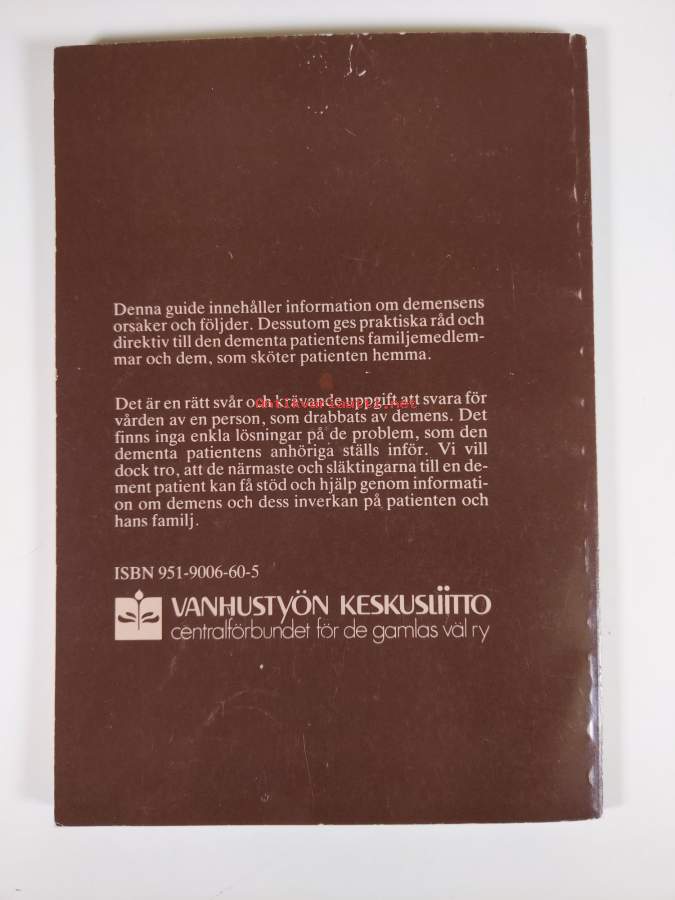 Denna guide innehåller information om demensens
orsaker och följder. Dessutom ges praktiska råd och
direktiv till den dementa patientens familjemedlem-
mar och dem, som sköter patienten hemma.
Det är en rätt svår och krävande uppgift att svara för
Antikvariaatti.net
vården av en person, som drabbats av demens. Det
finns inga enkla lösningar på de problem, som den
dementa patientens anhöriga ställs inför. Vi vill
dock tro, att de närmaste och släktingarna till en de-
ment patient kan få stöd och hjälp genom informati-
on om demens och dess inverkan på patienten och
hans familj.
ISBN 951-9006-60-5
VANHUSTYÖN KESKUSLIITTO
centralförbundet för de gamlas väl ry